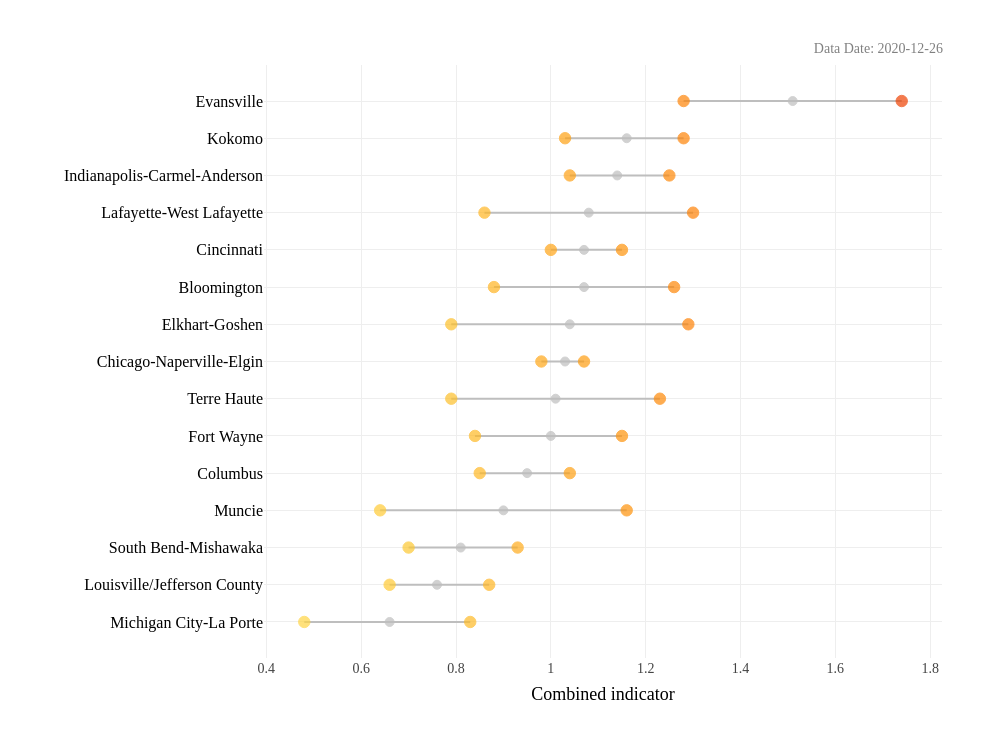 Data Date: 2020-12-26
Evansville
Kokomo
Indianapolis-Carmel-Anderson
Lafayette-West Lafayette
Cincinnati
Bloomington
Elkhart-Goshen
Chicago-Naperville-Elgin
Terre Haute
Fort Wayne
Columbus
Muncie
South Bend-Mishawaka
Louisville/Jefferson County
Michigan City-La Porte
0.4 0.6 0.8 1 1.2 1.4 1.6 1.8
Combined indicator